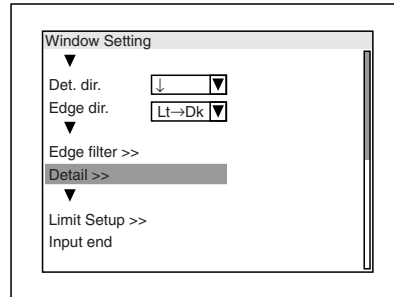 Window Setting
▼
Det. dir. ↓ ▼
Edge dir. Lt→Dk ▼
▼
Edge filter >>
Detail >>
▼
Limit Setup >>
Input end